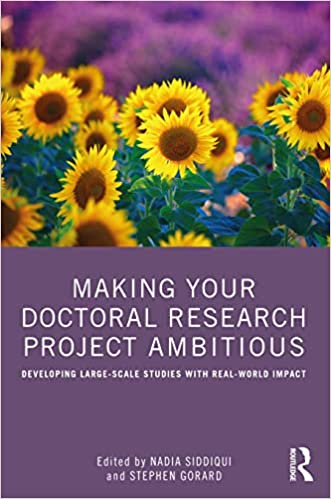 MAKING YOUR
DOCTORAL RESEARCH
PROJECT AMBITIOUS
DEVELOPING LARGE-SCALE STUDIES WITH REAL-WORLD IMPACT
Edited by NADIA SIDDIQUI
and STEPHEN GORARD
ROUTLEDGE